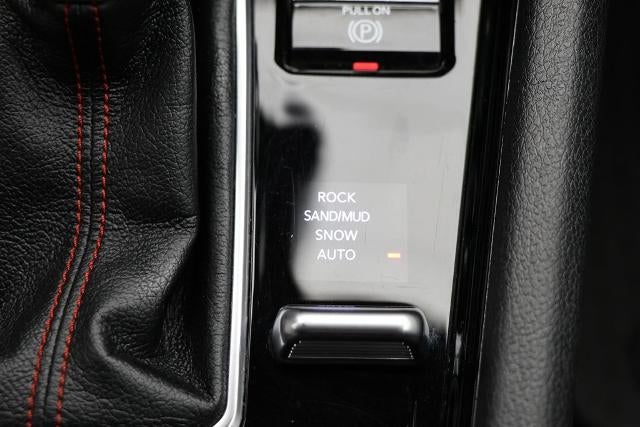 PULL ON
(P)
ROCK
SAND/MUD
SNOW
AUTO